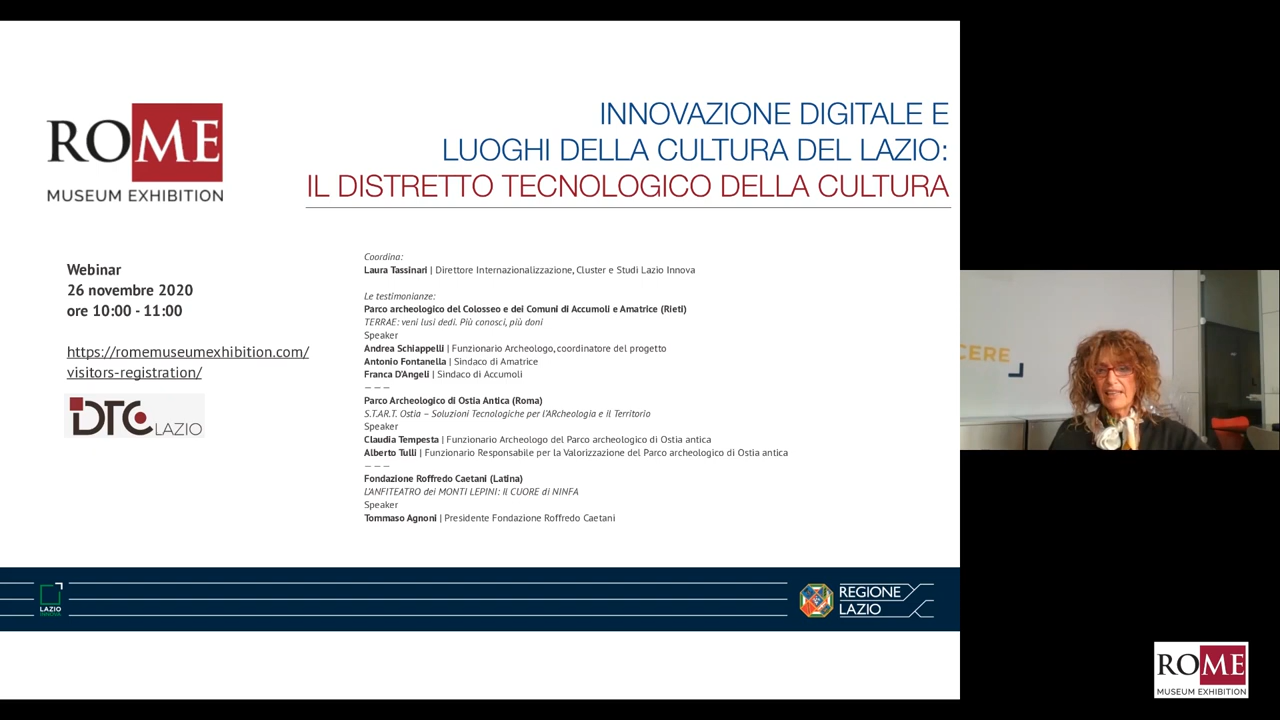 ROME
MUSEUM EXHIBITION
INNOVAZIONE DIGITALE E
LUOGHI DELLA CULTURA DEL LAZIO:
IL DISTRETTO TECNOLOGICO DELLA CULTURA
Webinar
26 novembre 2020
ore 10:00 - 11:00
https://romemuseumexhibition.com/
visitors-registration/
DTC LAZIO
Coordina:
Laura Tassinari | Direttore Internazionalizzazione, Cluster e Studi Lazio Innova
Le testimonianze:
Parco archeologico del Colosseo e dei Comuni di Accumoli e Amatrice (Rieti)
TERRAE: veni lusi dedi. Più conosci, più doni
Speaker
Andrea Schiappelli | Funzionario Archeologo, coordinatore del progetto
Antonio Fontanella | Sindaco di Amatrice
Franca D'Angeli | Sindaco di Accumoli
— — —
Parco Archeologico di Ostia Antica (Roma)
S.T.A.R.T. Ostia – Soluzioni Tecnologiche per l'ARcheologia e il Territorio
Speaker
Claudia Tempesta | Funzionario Archeologo del Parco archeologico di Ostia antica
Alberto Tulli | Funzionario Responsabile per la Valorizzazione del Parco archeologico di Ostia antica
— — —
Fondazione Roffredo Caetani (Latina)
L'ANFITEATRO dei MONTI LEPINI: Il CUORE di NINFA
Speaker
Tommaso Agnoni | Presidente Fondazione Roffredo Caetani
LAZIO
INNOVA
REGIONE
LAZIO
CERE
ROME
MUSEUM EXHIBITION